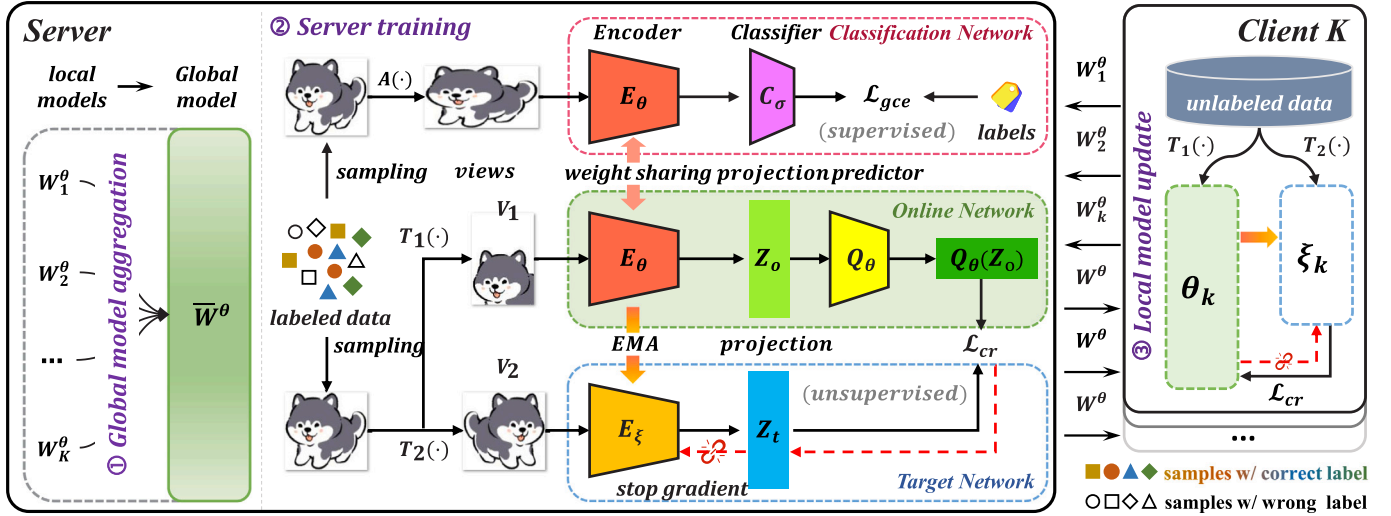 Server
local models
Global model
W_1^θ
W_2^θ
...
W_K^θ
W̅^θ
① Global model aggregation
② Server training
A(·)
sampling
views
labeled data
sampling
T_1(·)
T_2(·)
V_1
V_2
Encoder
Classifier
Classification Network
E_θ
C_σ
ℒ_gce
(supervised)
labels
weight sharing projection predictor
Online Network
E_θ
Z_o
Q_θ
Q_θ(Z_o)
EMA
projection
ℒ_cr
(unsupervised)
E_ξ
Z_t
stop gradient
Target Network
W_1^θ
W_2^θ
W_k^θ
W^θ
W^θ
W^θ
Client K
unlabeled data
T_1(·)
T_2(·)
③ Local model update
θ_k
ξ_k
ℒ_cr
...
samples w/ correct label
samples w/ wrong label